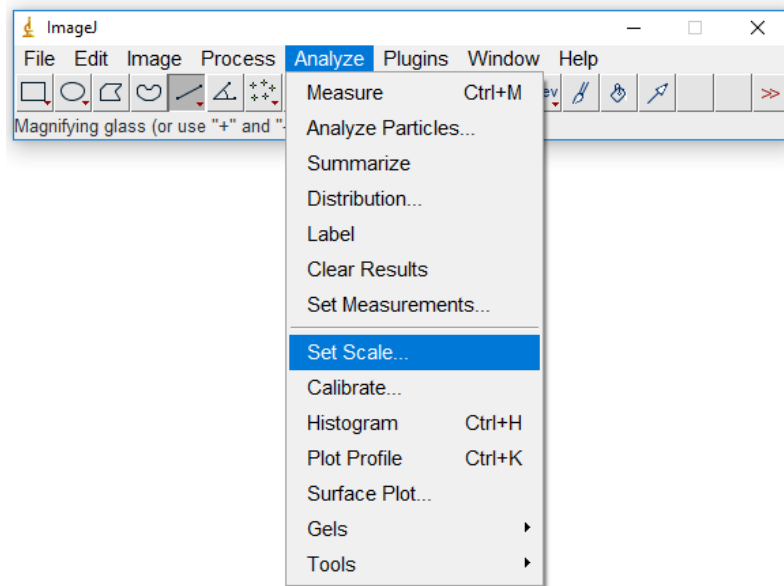 ImageJ
File Edit Image Process Analyze Plugins Window Help
ev >>
Magnifying glass (or use "+" and "-
Measure Ctrl+M
Analyze Particles...
Summarize
Distribution...
Label
Clear Results
Set Measurements...
Set Scale...
Calibrate...
Histogram Ctrl+H
Plot Profile Ctrl+K
Surface Plot...
Gels
Tools